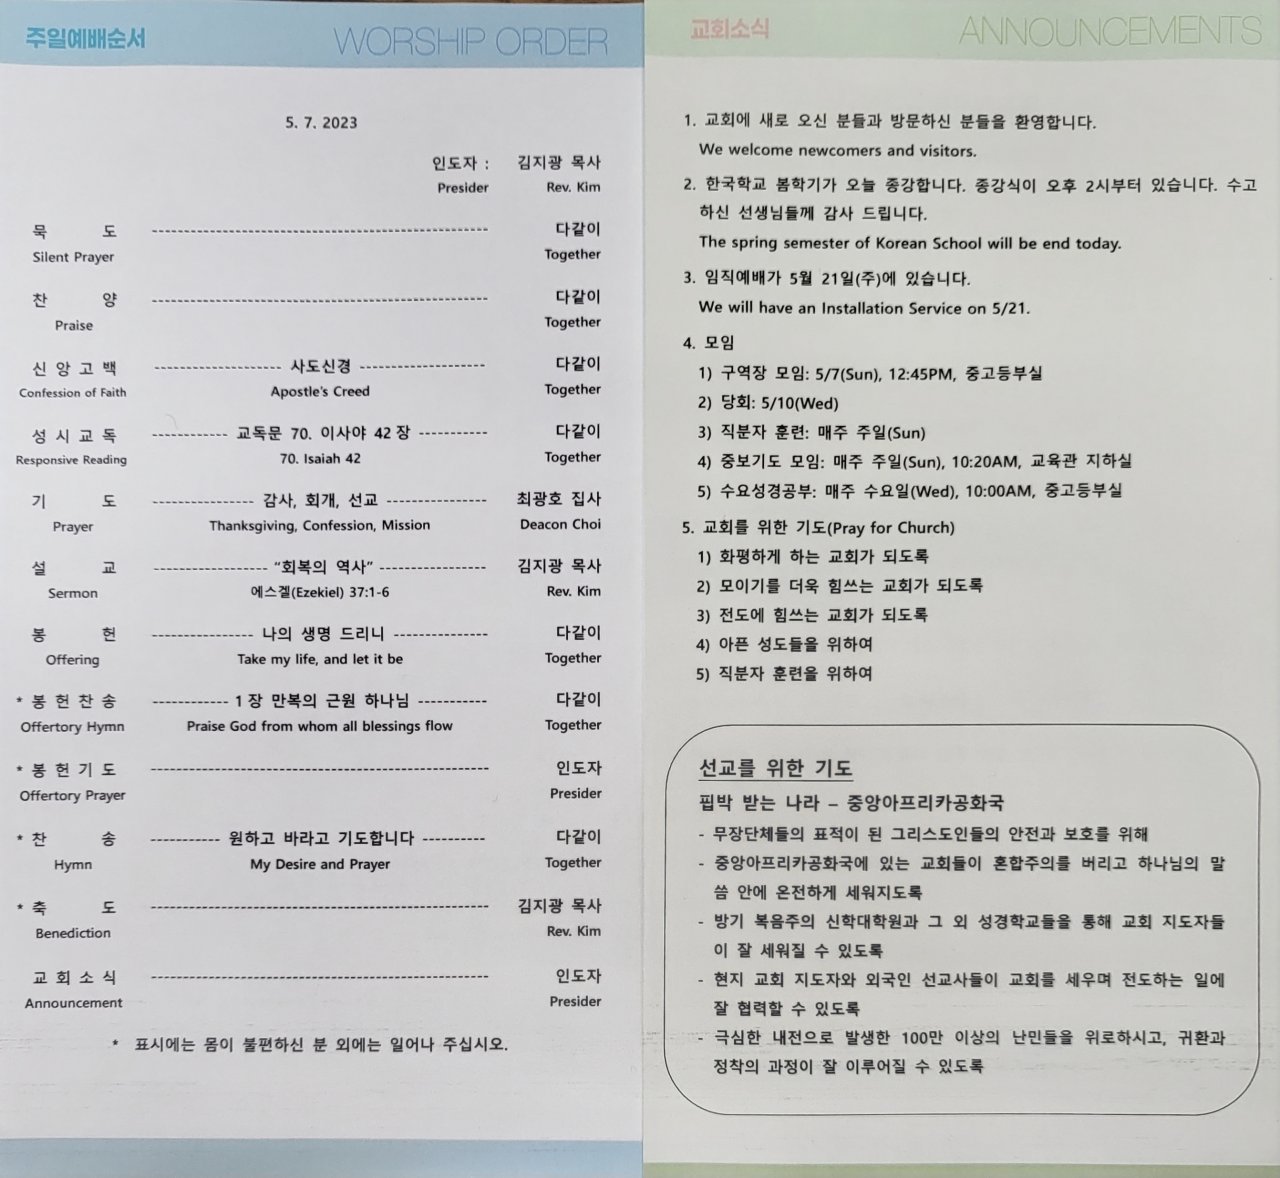 주일예배순서 WORSHIP ORDER
5. 7. 2023
인도자 : 김지광 목사
Presider Rev. Kim
묵 도 다같이
Silent Prayer Together
찬 양 다같이
Praise Together
신 앙 고 백 사도신경 다같이
Confession of Faith Apostle's Creed Together
성 시 교 독 교독문 70. 이사야 42 장 다같이
Responsive Reading 70. Isaiah 42 Together
기 도 감사, 회개, 선교 최광호 집사
Prayer Thanksgiving, Confession, Mission Deacon Choi
설 교 “회복의 역사” 김지광 목사
Sermon 에스겔(Ezekiel) 37:1-6 Rev. Kim
봉 헌 나의 생명 드리니 다같이
Offering Take my life, and let it be Together
* 봉 헌 찬 송 1 장 만복의 근원 하나님 다같이
Offertory Hymn Praise God from whom all blessings flow Together
* 봉 헌 기 도 인도자
Offertory Prayer Presider
* 찬 송 원하고 바라고 기도합니다 다같이
Hymn My Desire and Prayer Together
* 축 도 김지광 목사
Benediction Rev. Kim
교 회 소 식 인도자
Announcement Presider
* 표시에는 몸이 불편하신 분 외에는 일어나 주십시오.
교회소식 ANNOUNCEMENTS
1. 교회에 새로 오신 분들과 방문하신 분들을 환영합니다.
We welcome newcomers and visitors.
2. 한국학교 봄학기가 오늘 종강합니다. 종강식이 오후 2시부터 있습니다. 수고
하신 선생님들께 감사 드립니다.
The spring semester of Korean School will be end today.
3. 임직예배가 5월 21일(주)에 있습니다.
We will have an Installation Service on 5/21.
4. 모임
1) 구역장 모임: 5/7(Sun), 12:45PM, 중고등부실
2) 당회: 5/10(Wed)
3) 직분자 훈련: 매주 주일(Sun)
4) 중보기도 모임: 매주 주일(Sun), 10:20AM, 교육관 지하실
5) 수요성경공부: 매주 수요일(Wed), 10:00AM, 중고등부실
5. 교회를 위한 기도(Pray for Church)
1) 화평하게 하는 교회가 되도록
2) 모이기를 더욱 힘쓰는 교회가 되도록
3) 전도에 힘쓰는 교회가 되도록
4) 아픈 성도들을 위하여
5) 직분자 훈련을 위하여
선교를 위한 기도
핍박 받는 나라 – 중앙아프리카공화국
- 무장단체들의 표적이 된 그리스도인들의 안전과 보호를 위해
- 중앙아프리카공화국에 있는 교회들이 혼합주의를 버리고 하나님의 말
씀 안에 온전하게 세워지도록
- 방기 복음주의 신학대학원과 그 외 성경학교들을 통해 교회 지도자들
이 잘 세워질 수 있도록
- 현지 교회 지도자와 외국인 선교사들이 교회를 세우며 전도하는 일에
잘 협력할 수 있도록
- 극심한 내전으로 발생한 100만 이상의 난민들을 위로하시고, 귀환과
정착의 과정이 잘 이루어질 수 있도록